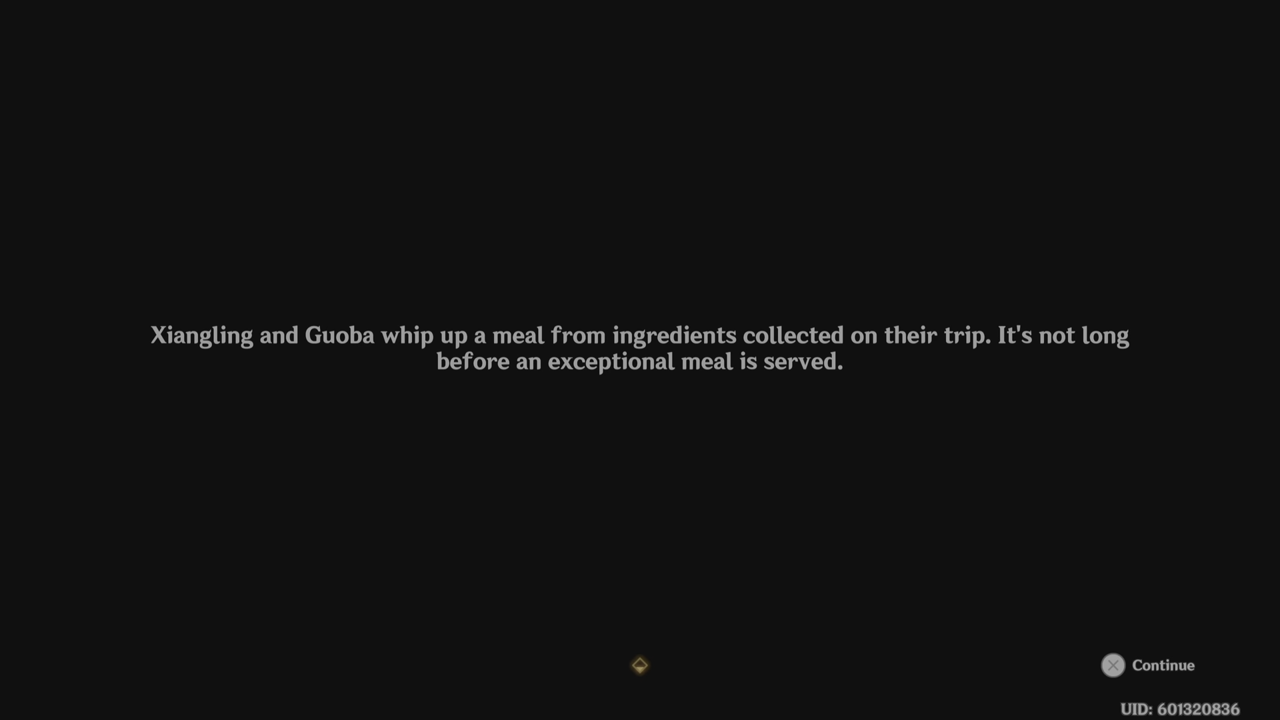 Xiangling and Guoba whip up a meal from ingredients collected on their trip. It's not long
before an exceptional meal is served.
Continue
UID: 601320836